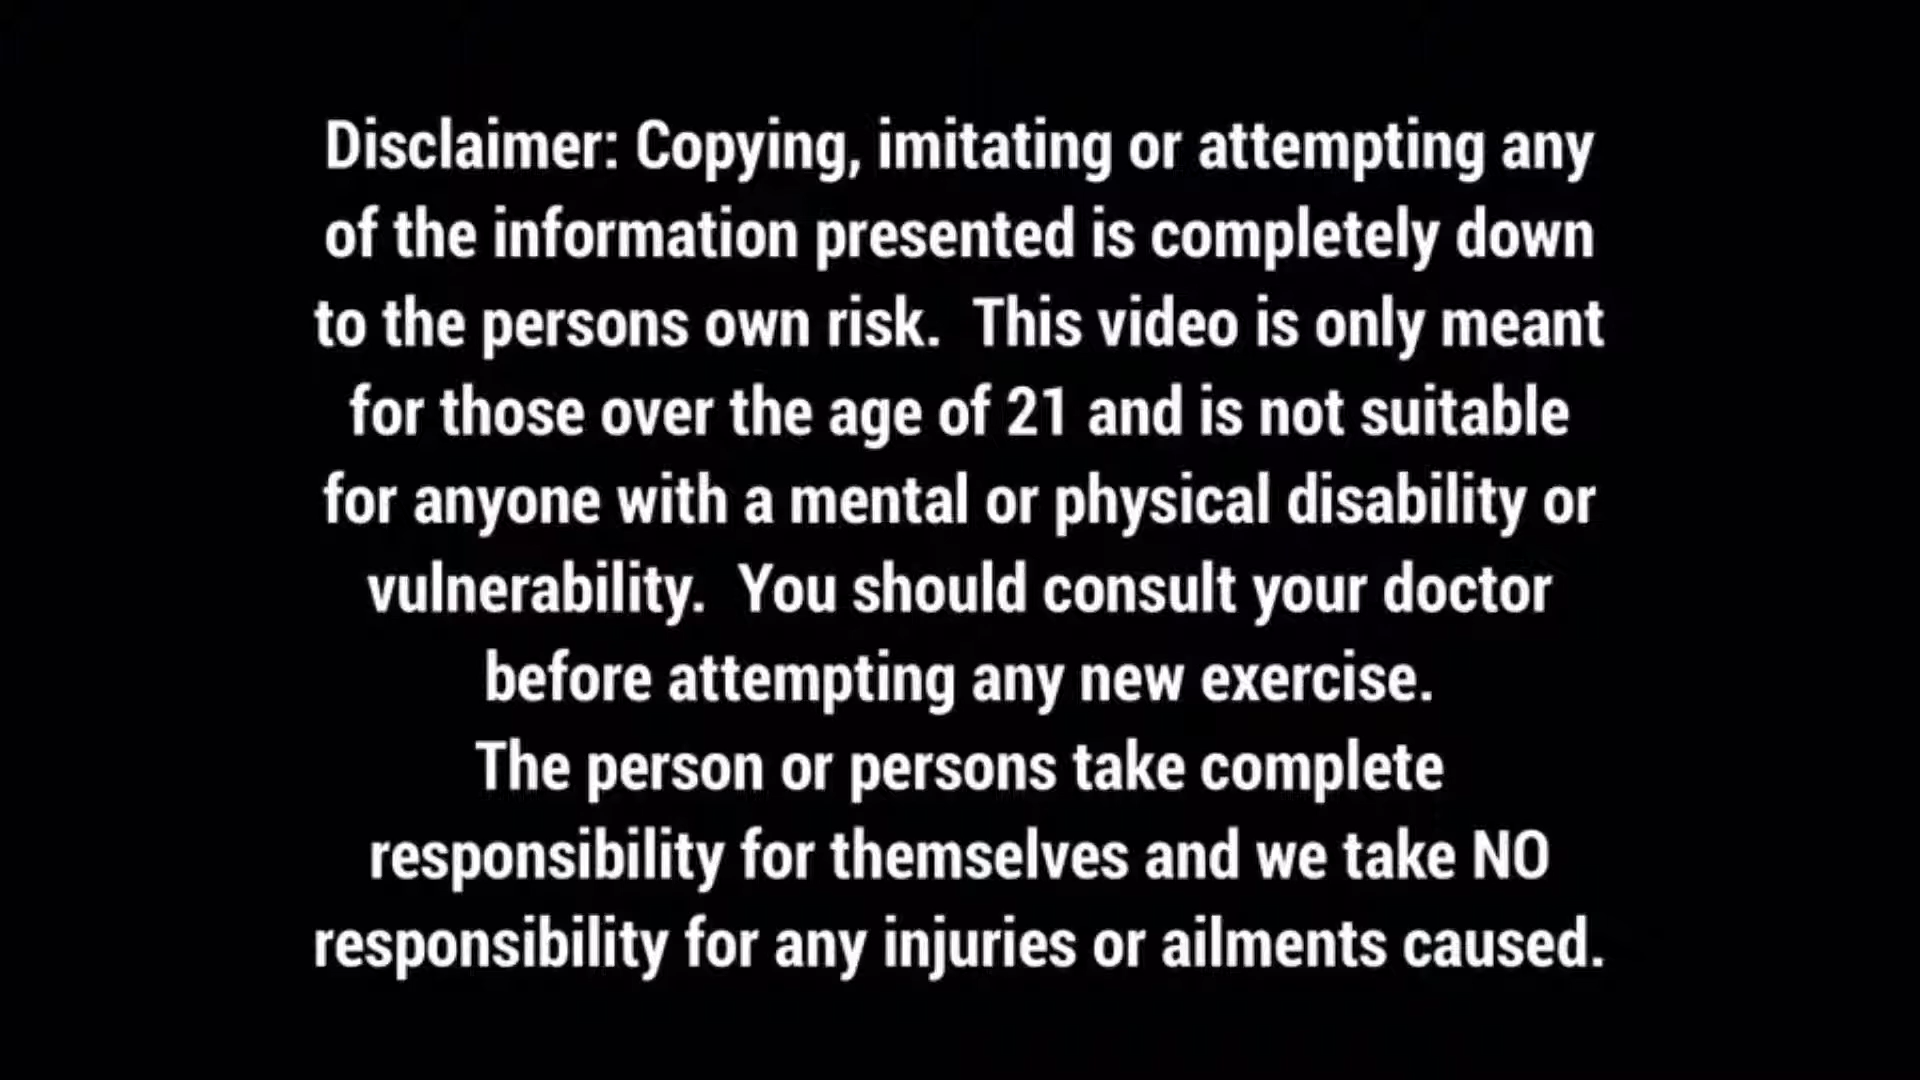 Disclaimer: Copying, imitating or attempting any
of the information presented is completely down
to the persons own risk.  This video is only meant
for those over the age of 21 and is not suitable
for anyone with a mental or physical disability or
vulnerability.  You should consult your doctor
before attempting any new exercise.
The person or persons take complete
responsibility for themselves and we take NO
responsibility for any injuries or ailments caused.